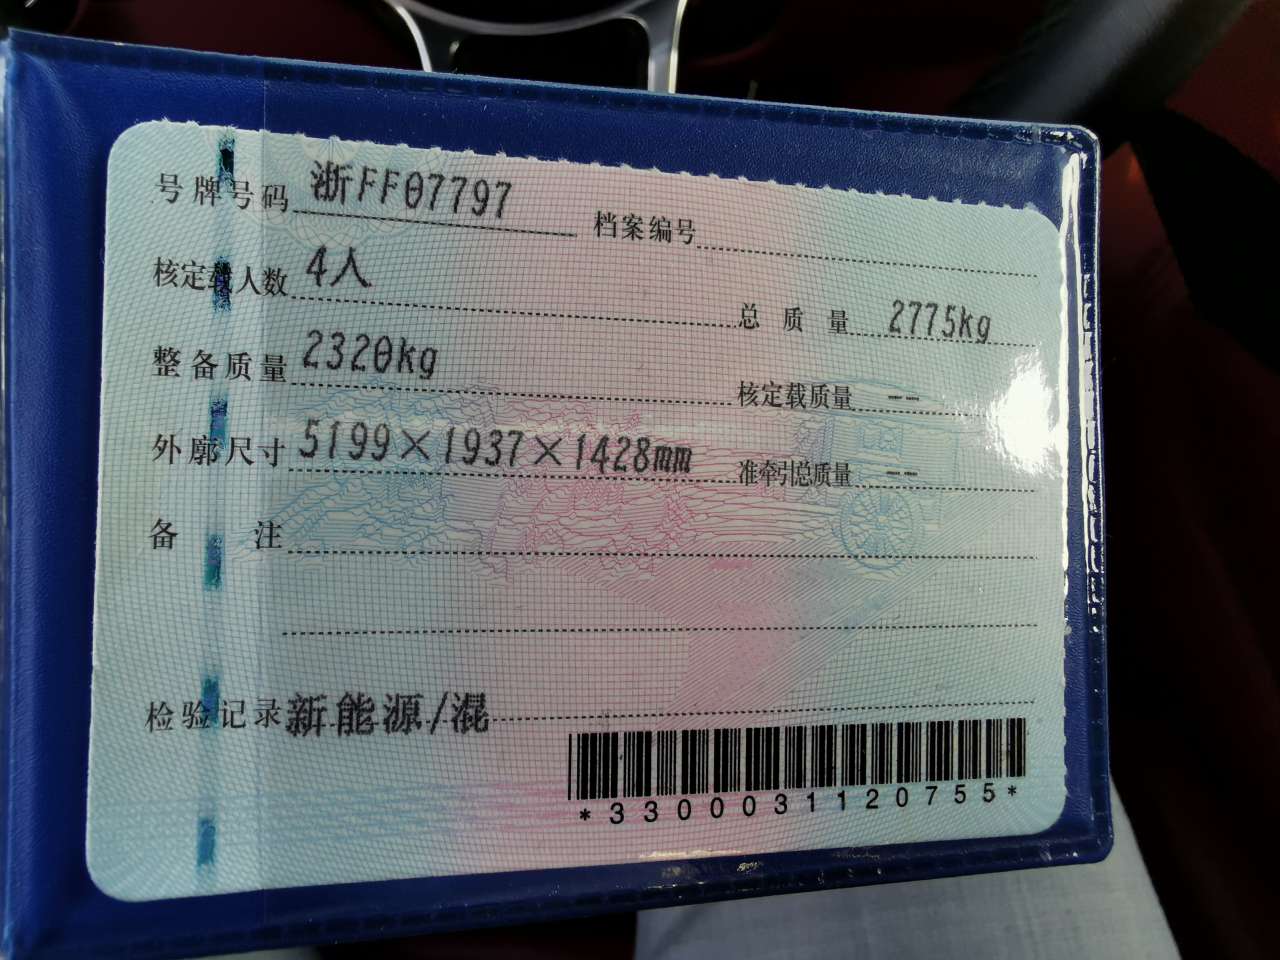 号牌号码 浙FF07797 档案编号
核定载人数 4人 总质量 2775kg
整备质量 2320kg 核定载质量 -- --
外廓尺寸 5199×1937×1428mm 准牵引总质量 -- --
备注
检验记录 新能源/混
*3300031120755*